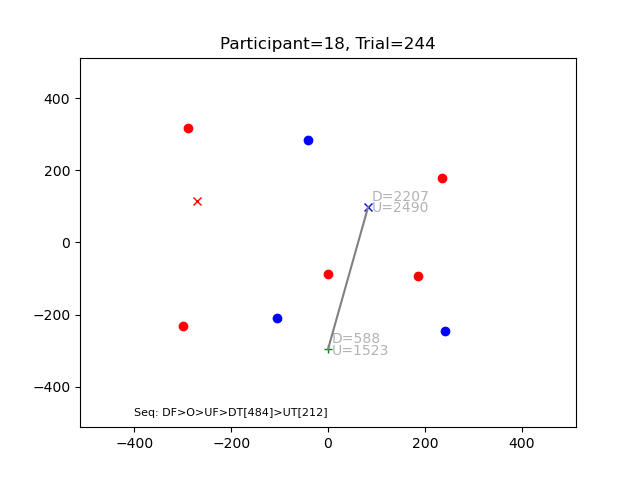 Participant=18, Trial=244
400
200
0
−200
−400
D=2207
U=2490
D=588
U=1523
Seq: DF>O>UF>DT[484]>UT[212]
−400 −200 0 200 400